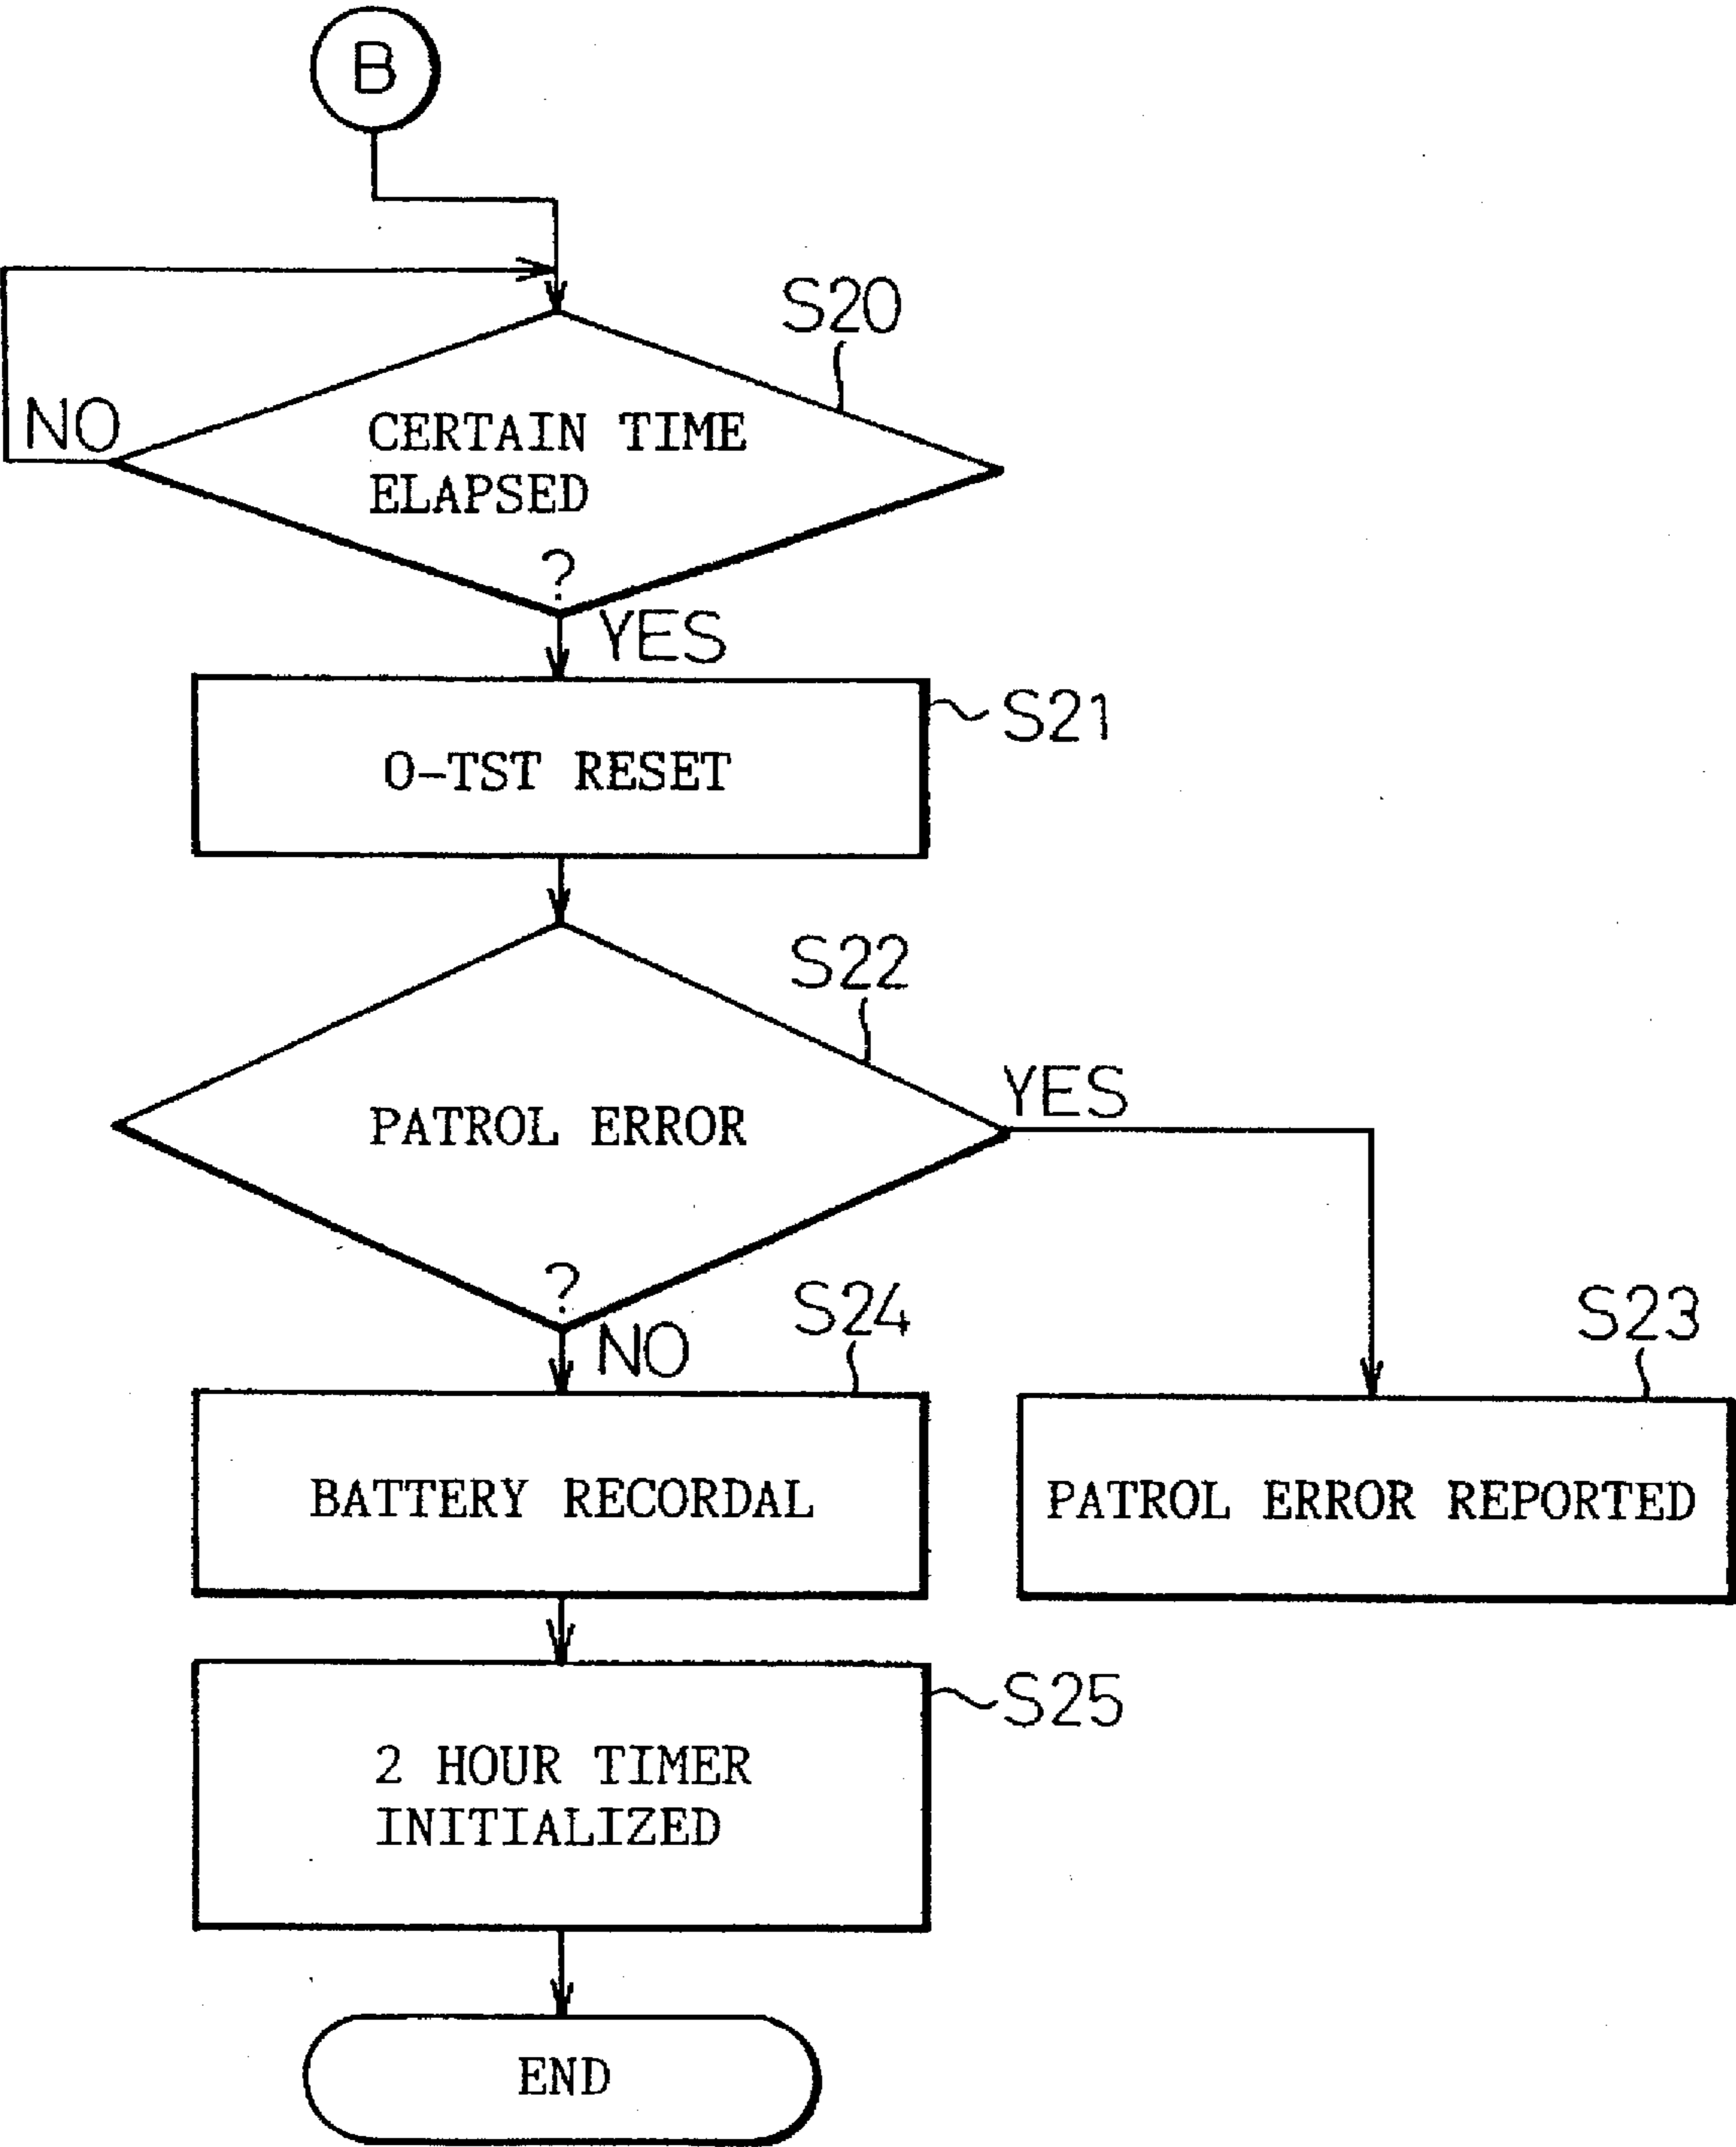 B
S20
NO
CERTAIN TIME
ELAPSED
?
YES
S21
O-TST RESET
S22
YES
PATROL ERROR
?
NO
S24
S23
BATTERY RECORDAL
PATROL ERROR REPORTED
S25
2 HOUR TIMER
INITIALIZED
END